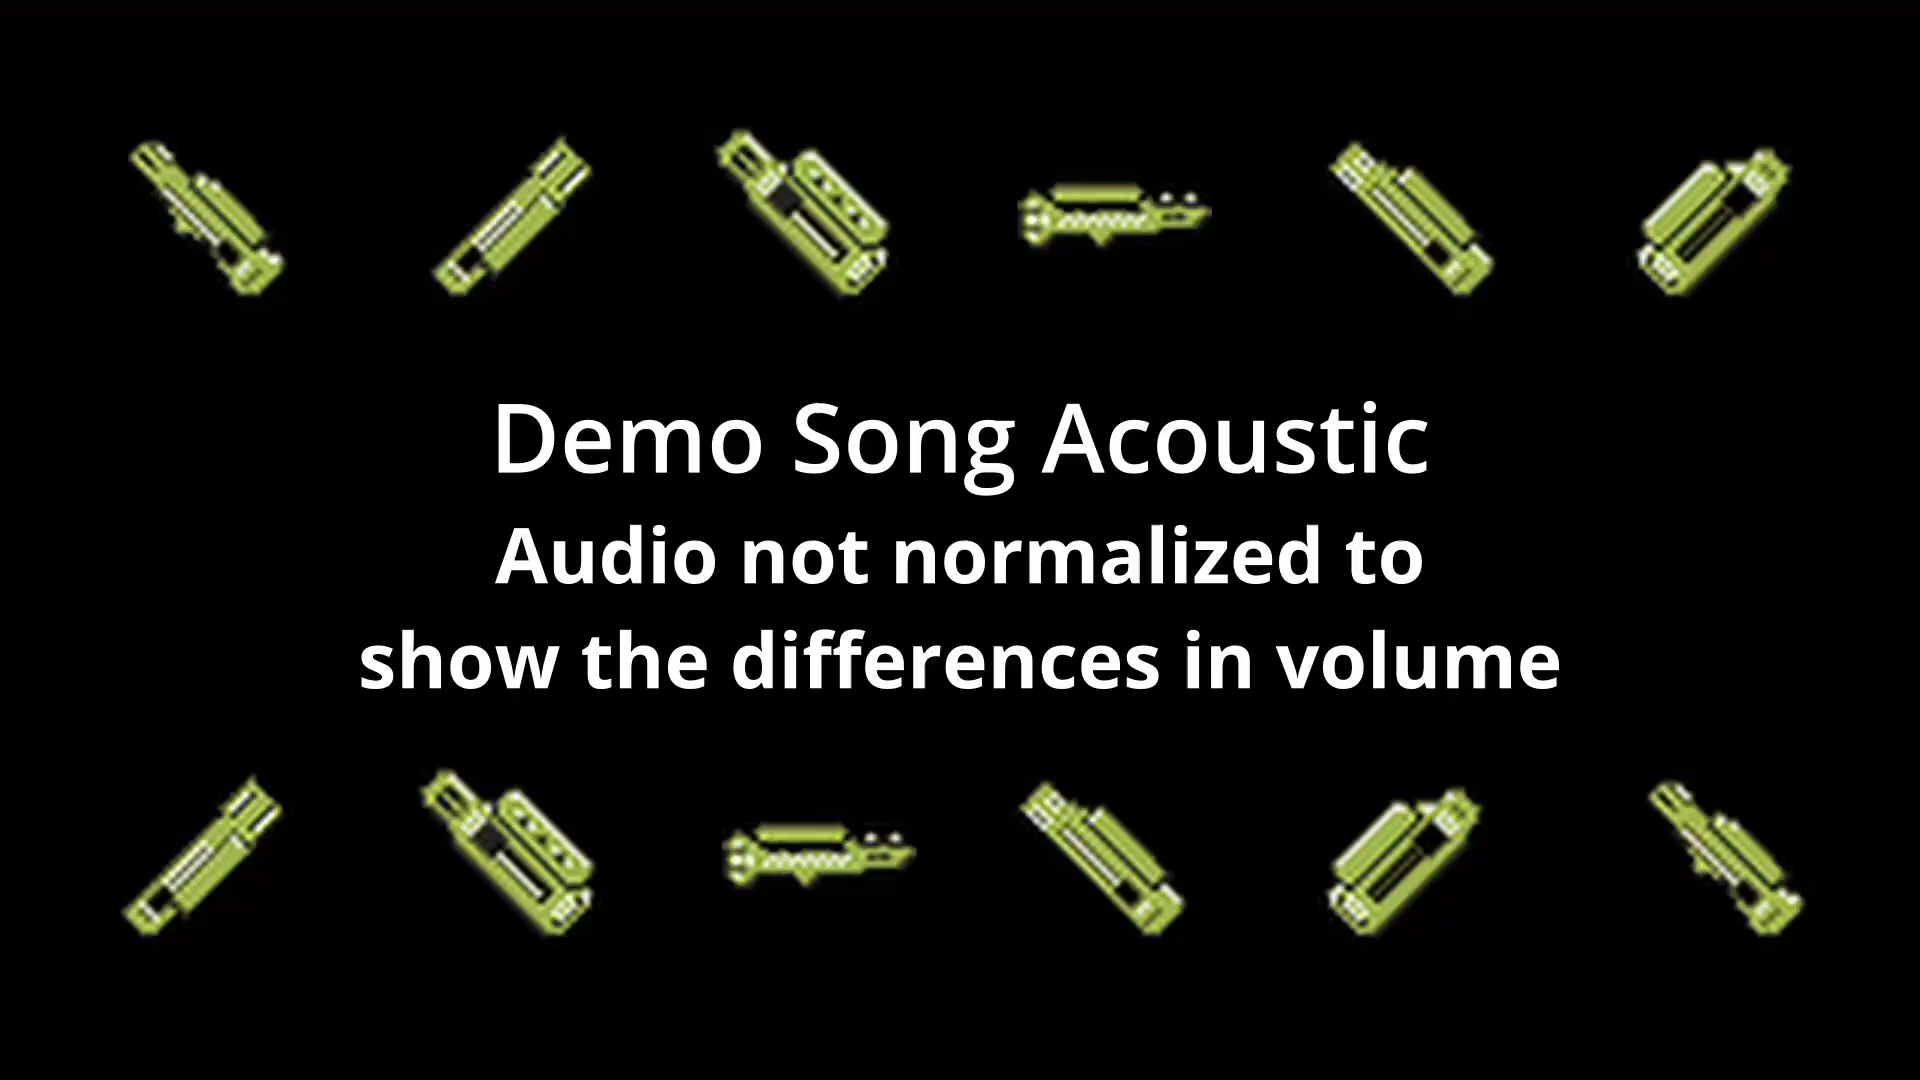 Demo Song Acoustic
Audio not normalized to
show the differences in volume